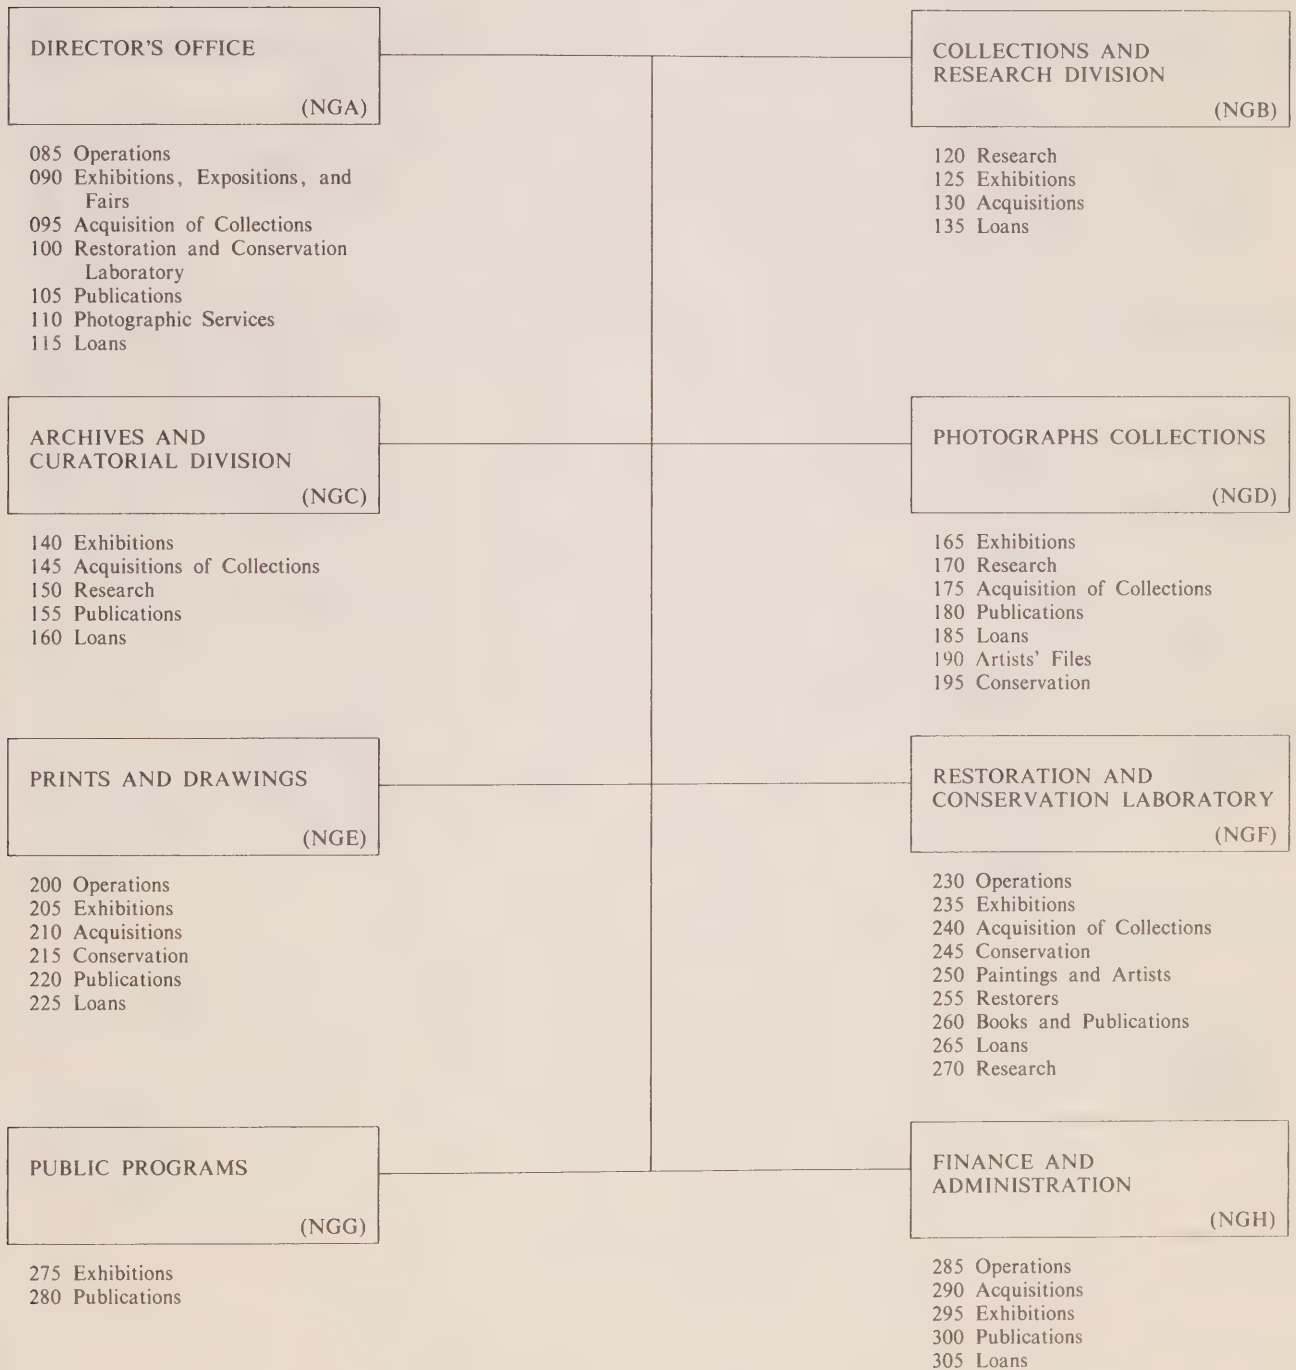 DIRECTOR'S OFFICE
(NGA)
085 Operations
090 Exhibitions, Expositions, and
Fairs
095 Acquisition of Collections
100 Restoration and Conservation
Laboratory
105 Publications
110 Photographic Services
115 Loans
COLLECTIONS AND
RESEARCH DIVISION
(NGB)
120 Research
125 Exhibitions
130 Acquisitions
135 Loans
ARCHIVES AND
CURATORIAL DIVISION
(NGC)
140 Exhibitions
145 Acquisitions of Collections
150 Research
155 Publications
160 Loans
PHOTOGRAPHS COLLECTIONS
(NGD)
165 Exhibitions
170 Research
175 Acquisition of Collections
180 Publications
185 Loans
190 Artists' Files
195 Conservation
PRINTS AND DRAWINGS
(NGE)
200 Operations
205 Exhibitions
210 Acquisitions
215 Conservation
220 Publications
225 Loans
RESTORATION AND
CONSERVATION LABORATORY
(NGF)
230 Operations
235 Exhibitions
240 Acquisition of Collections
245 Conservation
250 Paintings and Artists
255 Restorers
260 Books and Publications
265 Loans
270 Research
PUBLIC PROGRAMS
(NGG)
275 Exhibitions
280 Publications
FINANCE AND
ADMINISTRATION
(NGH)
285 Operations
290 Acquisitions
295 Exhibitions
300 Publications
305 Loans